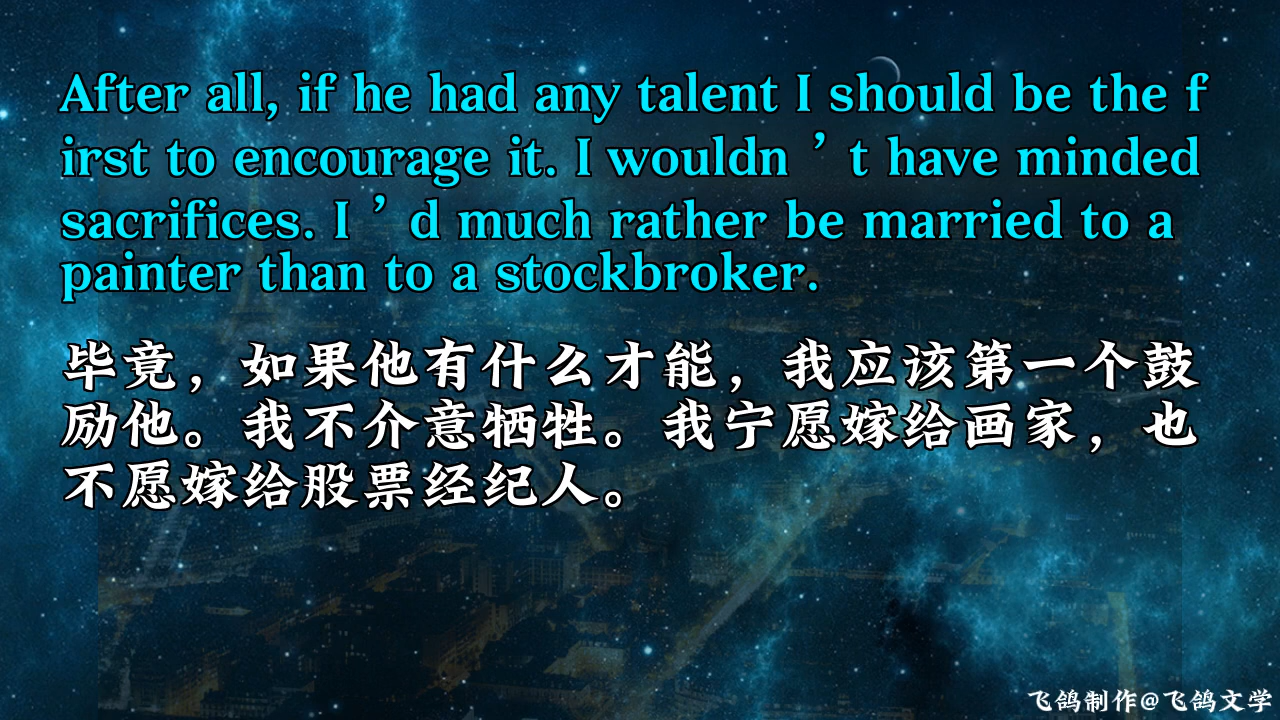 After all, if he had any talent I should be the f
irst to encourage it. I wouldn ’ t have minded
sacrifices. I ’ d much rather be married to a
painter than to a stockbroker.
毕竟，如果他有什么才能，我应该第一个鼓
励他。我不介意牺牲。我宁愿嫁给画家，也
不愿嫁给股票经纪人。
飞鸽制作@飞鸽文学